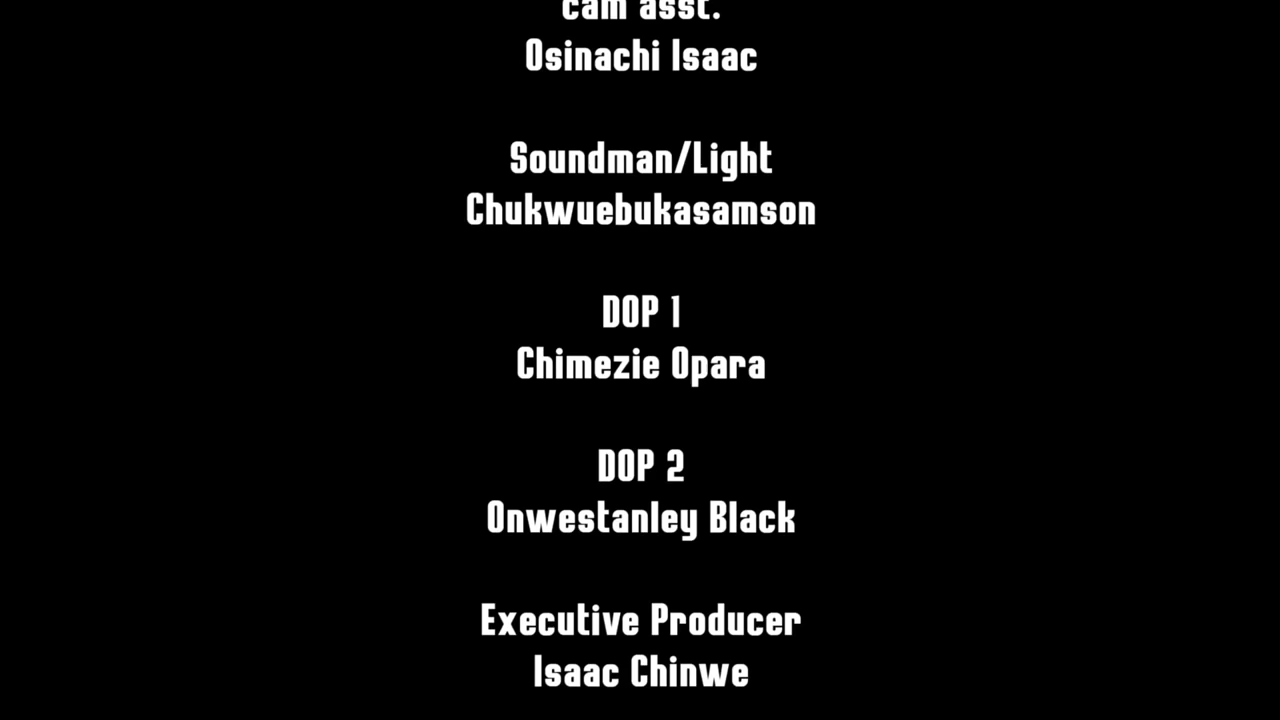 cam asst.
Osinachi Isaac
Soundman/Light
Chukwuebukasamson
DOP 1
Chimezie Opara
DOP 2
Onwestanley Black
Executive Producer
Isaac Chinwe